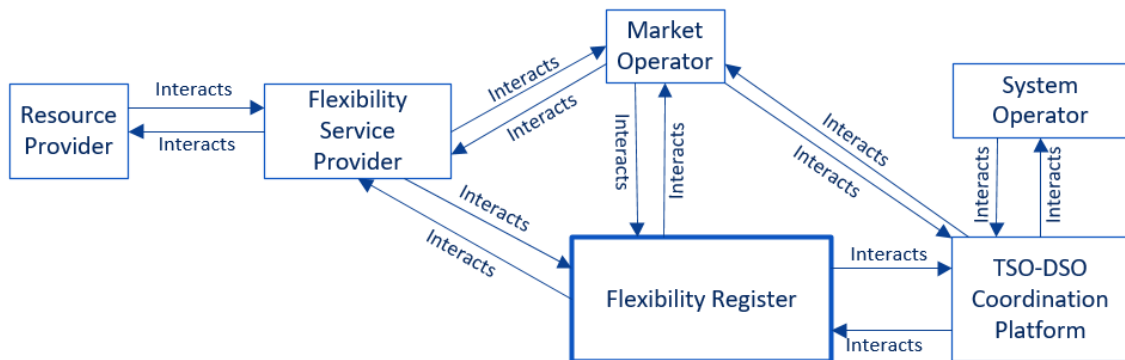 Market
Operator
Interacts
Interacts
Interacts
System
Operator
Resource
Provider
Interacts
Interacts
Flexibility
Service
Provider
Interacts
Interacts
Interacts
Interacts
Interacts
Interacts
Interacts
Interacts
Flexibility Register
Interacts
Interacts
TSO-DSO
Coordination
Platform